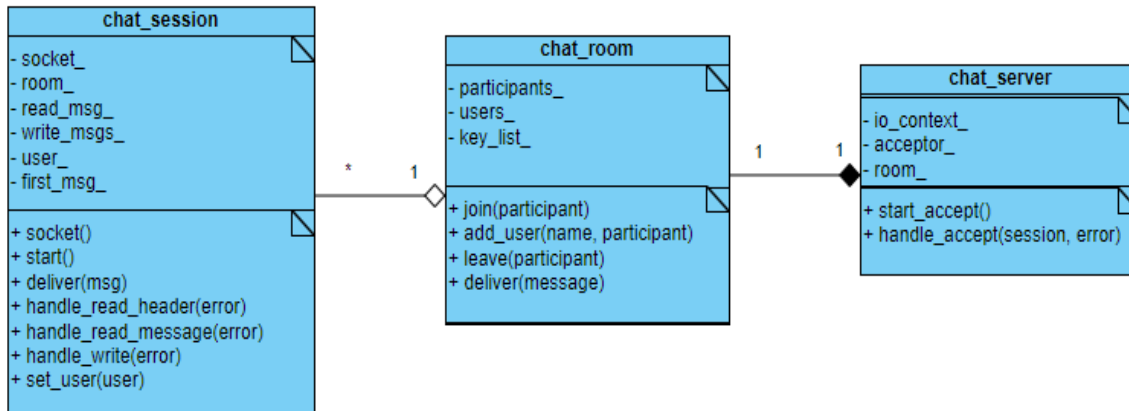 chat_session
- socket_
- room_
- read_msg_
- write_msgs_
- user_
- first_msg_
+ socket()
+ start()
+ deliver(msg)
+ handle_read_header(error)
+ handle_read_message(error)
+ handle_write(error)
+ set_user(user)
*
1
chat_room
- participants_
- users_
- key_list_
+ join(participant)
+ add_user(name, participant)
+ leave(participant)
+ deliver(message)
1
1
chat_server
- io_context_
- acceptor_
- room_
+ start_accept()
+ handle_accept(session, error)